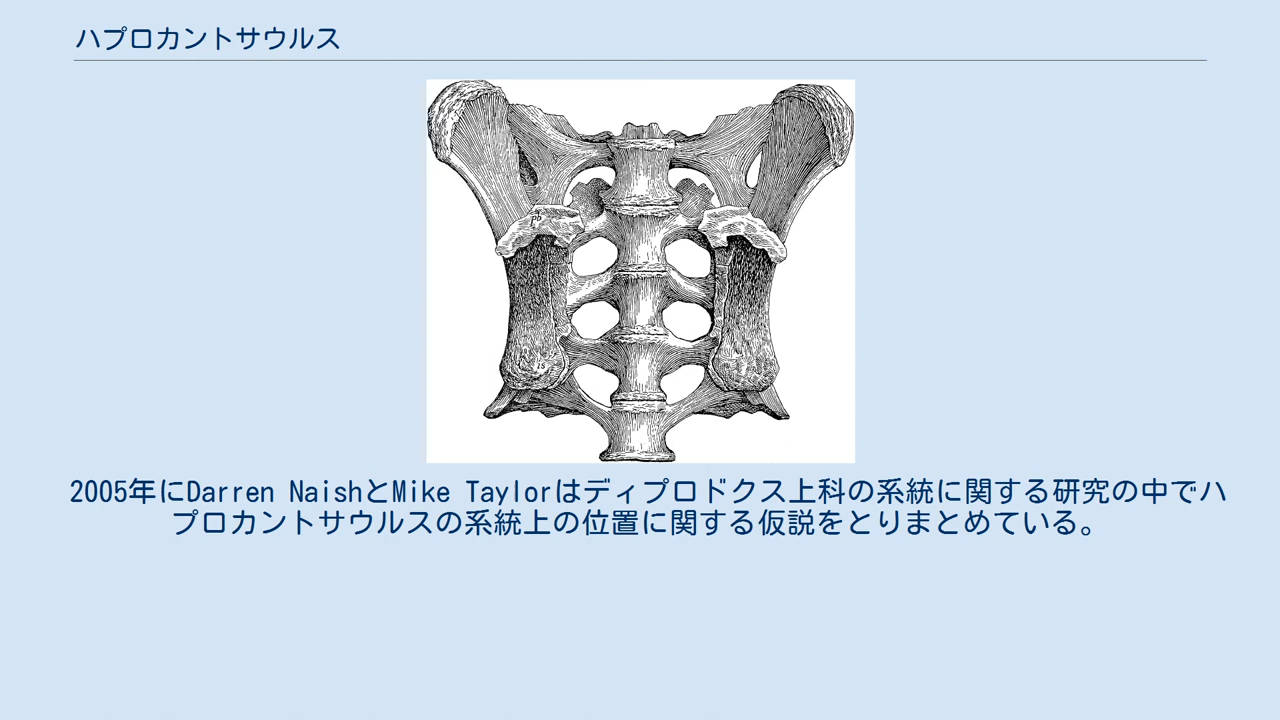 ハプロカントサウルス
pb
is
2005年にDarren NaishとMike Taylorはディプロドクス上科の系統に関する研究の中でハ
プロカントサウルスの系統上の位置に関する仮説をとりまとめている。